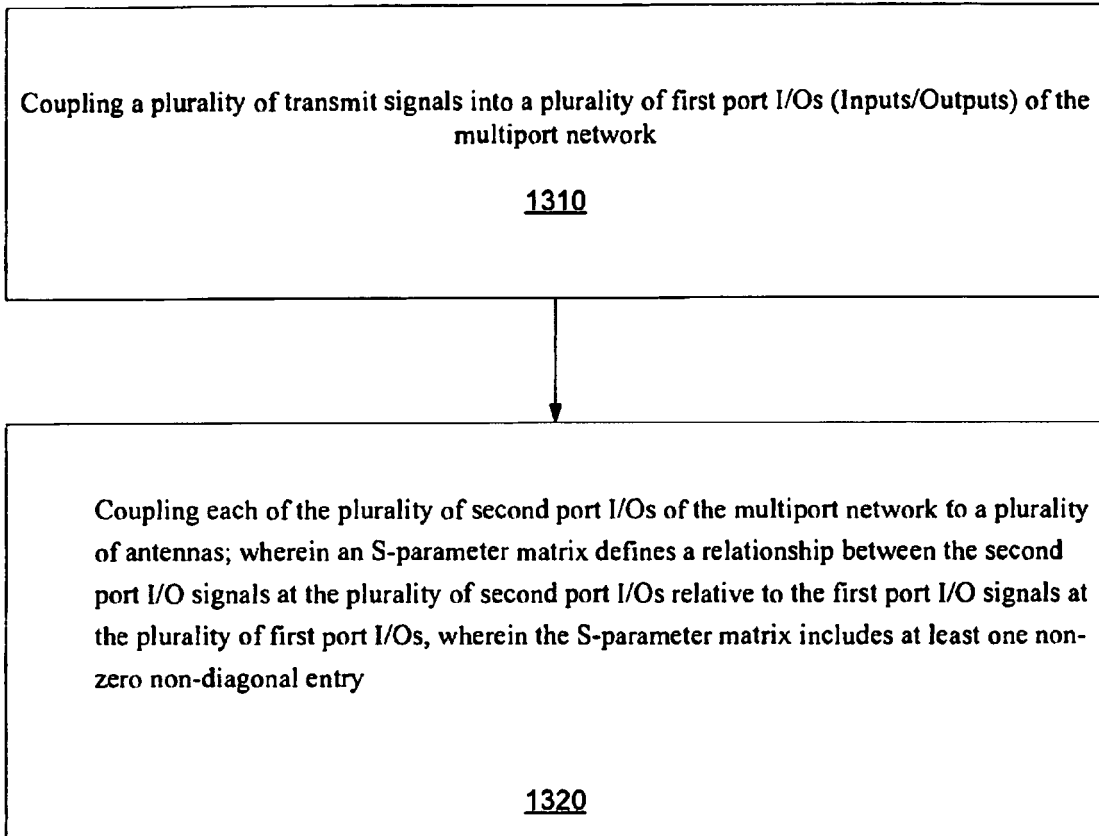 Coupling a plurality of transmit signals into a plurality of first port I/Os (Inputs/Outputs) of the
multiport network
1310
Coupling each of the plurality of second port I/Os of the multiport network to a plurality
of antennas; wherein an S-parameter matrix defines a relationship between the second
port I/O signals at the plurality of second port I/Os relative to the first port I/O signals at
the plurality of first port I/Os, wherein the S-parameter matrix includes at least one non-
zero non-diagonal entry
1320